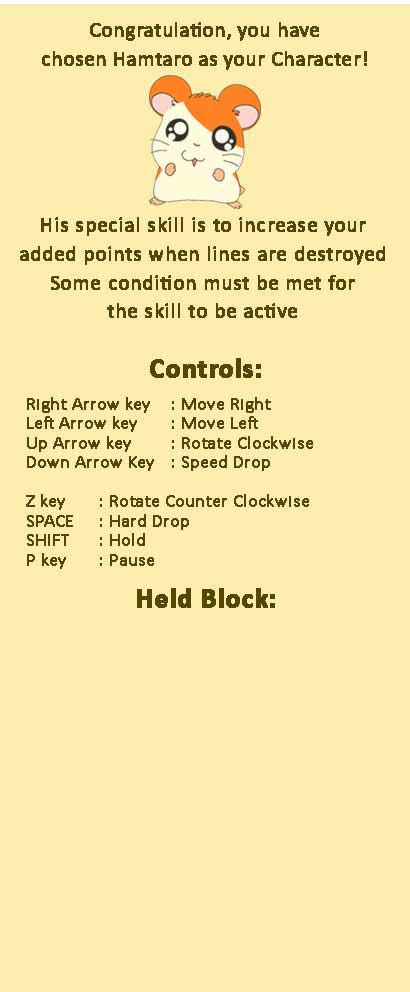 Congratulation, you have
chosen Hamtaro as your Character!
His special skill is to increase your
added points when lines are destroyed
Some condition must be met for
the skill to be active
Controls:
Right Arrow key : Move Right
Left Arrow key : Move Left
Up Arrow key : Rotate Clockwise
Down Arrow Key : Speed Drop
Z key : Rotate Counter Clockwise
SPACE : Hard Drop
SHIFT : Hold
P key : Pause
Held Block: